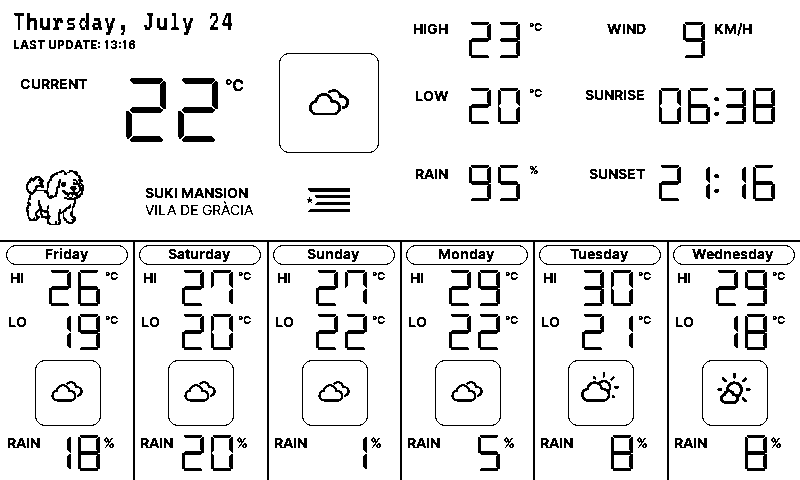 Thursday, July 24
LAST UPDATE: 13:16
CURRENT 22 °C
HIGH 23 °C
LOW 20 °C
RAIN 95 %
WIND 9 KM/H
SUNRISE 06:38
SUNSET 21:16
SUKI MANSION
VILA DE GRÀCIA
Friday
HI 26 °C
LO 19 °C
RAIN 18 %
Saturday
HI 27 °C
LO 20 °C
RAIN 20 %
Sunday
HI 27 °C
LO 22 °C
RAIN 1 %
Monday
HI 29 °C
LO 22 °C
RAIN 5 %
Tuesday
HI 30 °C
LO 21 °C
RAIN 8 %
Wednesday
HI 29 °C
LO 18 °C
RAIN 8 %